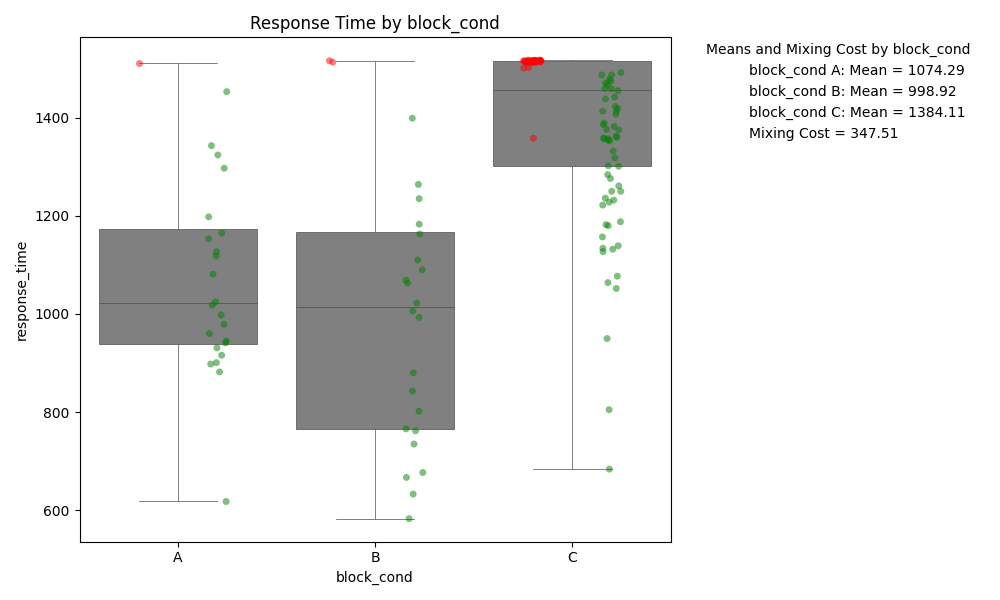 Response Time by block_cond
Means and Mixing Cost by block_cond
block_cond A: Mean = 1074.29
block_cond B: Mean = 998.92
block_cond C: Mean = 1384.11
Mixing Cost = 347.51
response_time
1400
1200
1000
800
600
A B C
block_cond